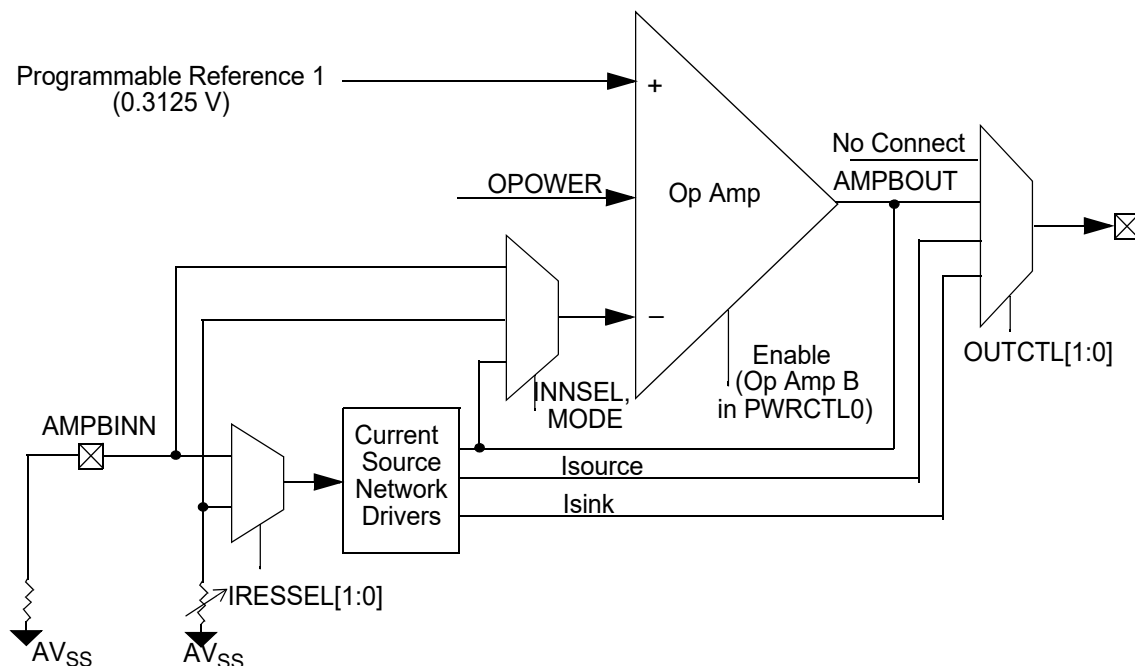 Programmable Reference 1
(0.3125 V)
+
No Connect
OPOWER
Op Amp
AMPBOUT
−
Enable
(Op Amp B
in PWRCTL0)
OUTCTL[1:0]
INNSEL,
MODE
AMPBINN
Current
Source
Network
Drivers
Isource
Isink
IRESSEL[1:0]
AVSS
AVSS